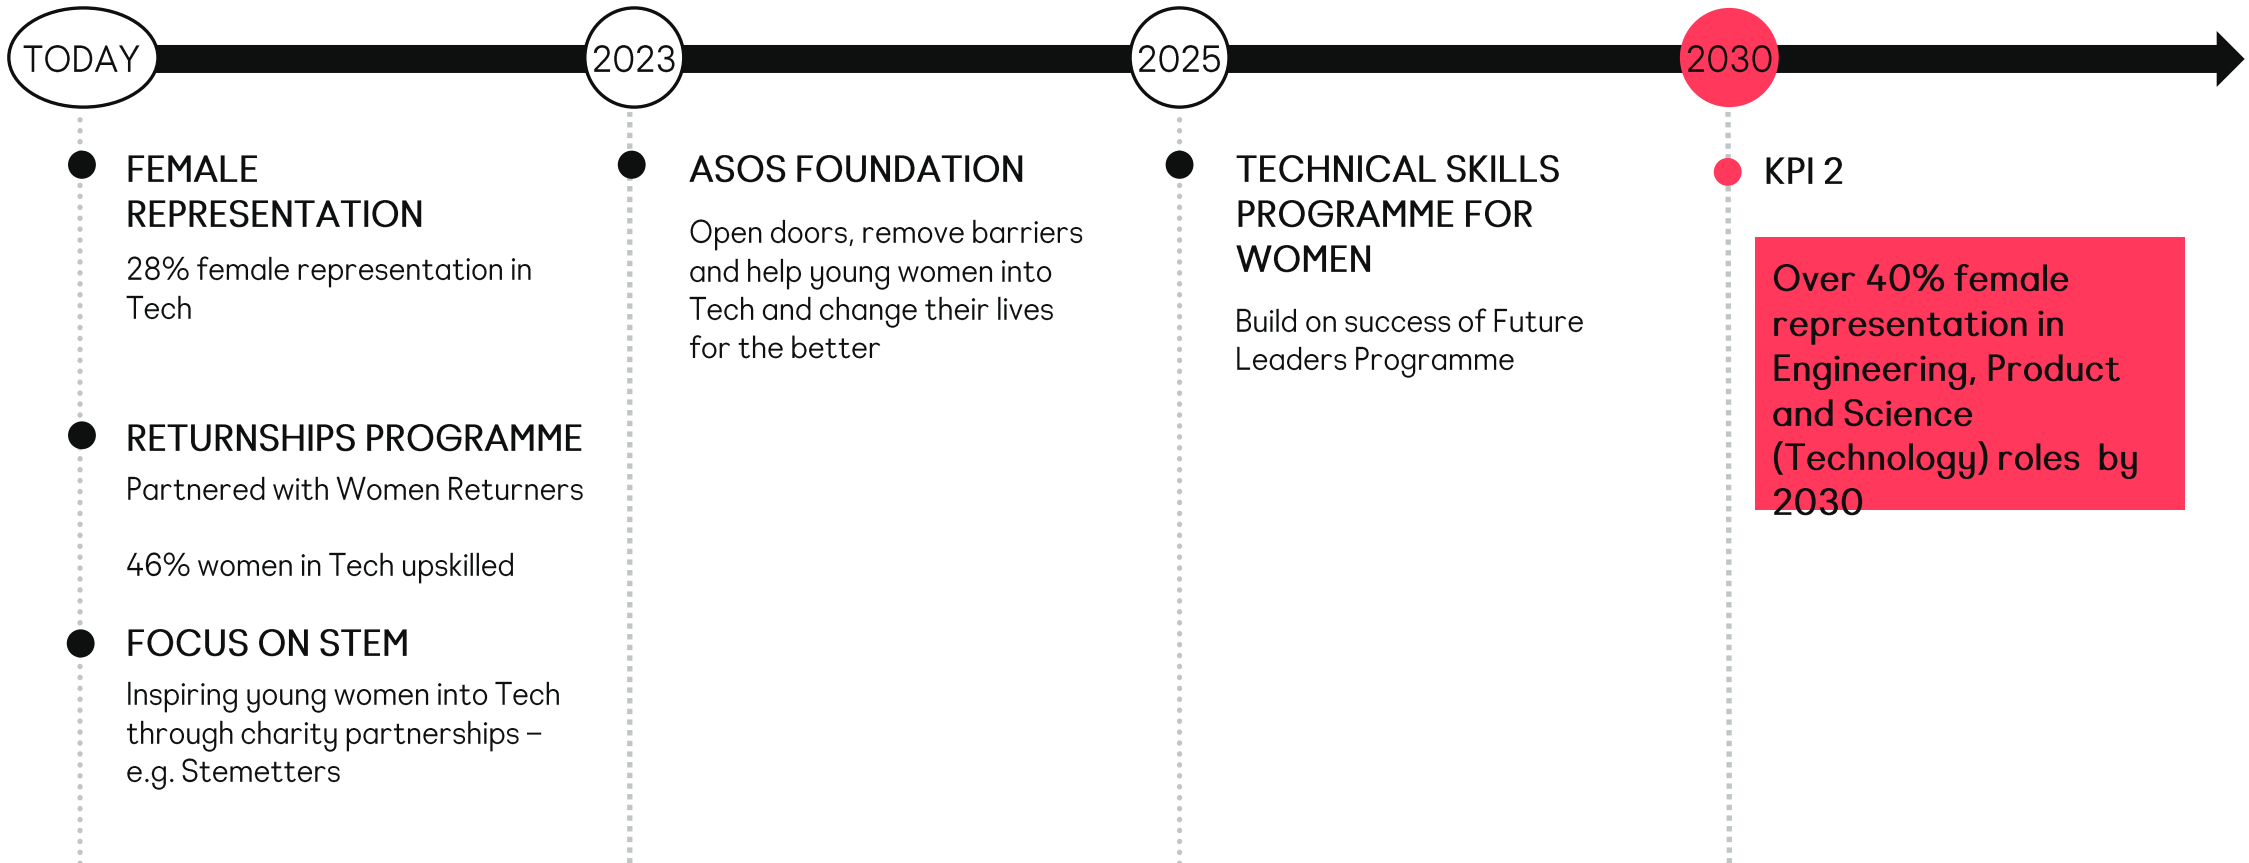 TODAY
2023
2025
2030
FEMALE
REPRESENTATION
28% female representation in
Tech
RETURNSHIPS PROGRAMME
Partnered with Women Returners
46% women in Tech upskilled
FOCUS ON STEM
Inspiring young women into Tech
through charity partnerships –
e.g. Stemetters
ASOS FOUNDATION
Open doors, remove barriers
and help young women into
Tech and change their lives
for the better
TECHNICAL SKILLS
PROGRAMME FOR
WOMEN
Build on success of Future
Leaders Programme
KPI 2
Over 40% female
representation in
Engineering, Product
and Science
(Technology) roles by
2030